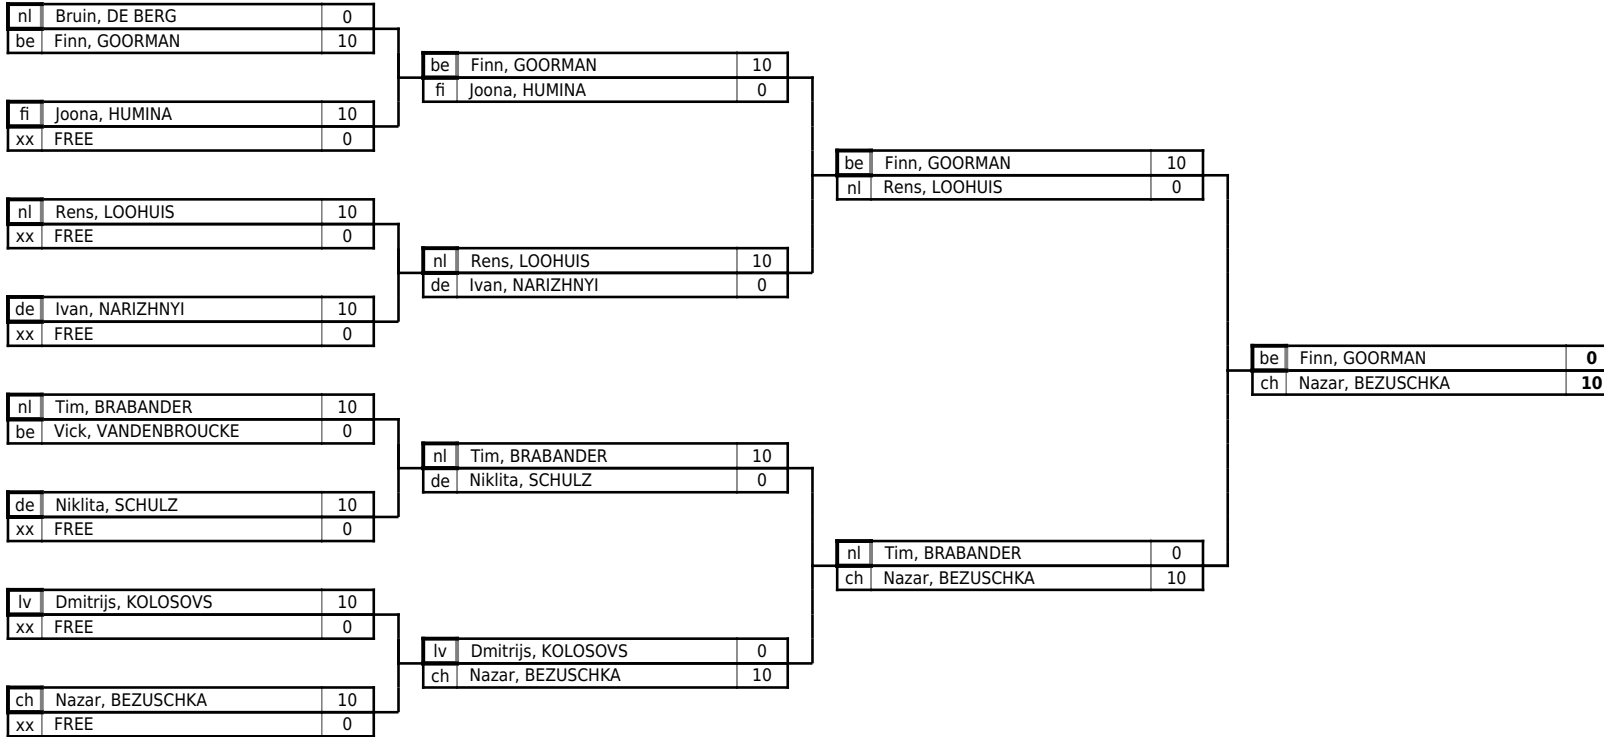 nl Bruin, DE BERG 0
be Finn, GOORMAN 10
fi Joona, HUMINA 10
xx FREE 0
nl Rens, LOOHUIS 10
xx FREE 0
de Ivan, NARIZHNYI 10
xx FREE 0
nl Tim, BRABANDER 10
be Vick, VANDENBROUCKE 0
de Niklita, SCHULZ 10
xx FREE 0
lv Dmitrijs, KOLOSOVS 10
xx FREE 0
ch Nazar, BEZUSCHKA 10
xx FREE 0
be Finn, GOORMAN 10
fi Joona, HUMINA 0
nl Rens, LOOHUIS 10
de Ivan, NARIZHNYI 0
nl Tim, BRABANDER 10
de Niklita, SCHULZ 0
lv Dmitrijs, KOLOSOVS 0
ch Nazar, BEZUSCHKA 10
be Finn, GOORMAN 10
nl Rens, LOOHUIS 0
nl Tim, BRABANDER 0
ch Nazar, BEZUSCHKA 10
be Finn, GOORMAN 0
ch Nazar, BEZUSCHKA 10